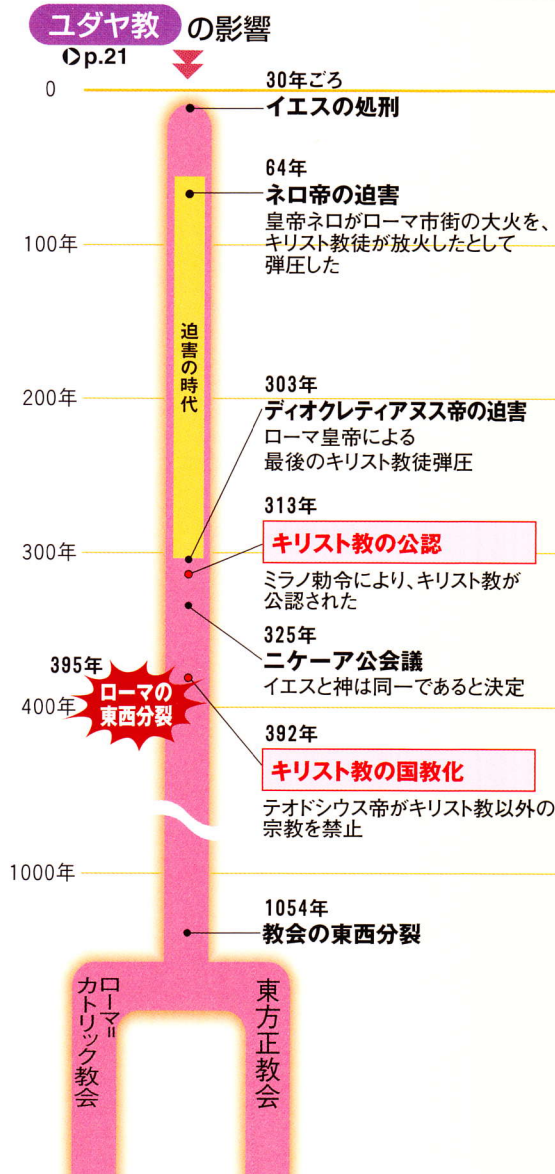 ユダヤ教 の影響
p.21
0
30年ごろ
イエスの処刑
64年
ネロ帝の迫害
皇帝ネロがローマ市街の大火を、
キリスト教徒が放火したとして
弾圧した
100年
迫害の時代
200年
303年
ディオクレティアヌス帝の迫害
ローマ皇帝による
最後のキリスト教徒弾圧
313年
キリスト教の公認
300年
ミラノ勅令により、キリスト教が
公認された
325年
ニケーア公会議
イエスと神は同一であると決定
395年
ローマの
東西分裂
400年
392年
キリスト教の国教化
テオドシウス帝がキリスト教以外の
宗教を禁止
1000年
1054年
教会の東西分裂
ローマ=
カトリック教会
東方正教会